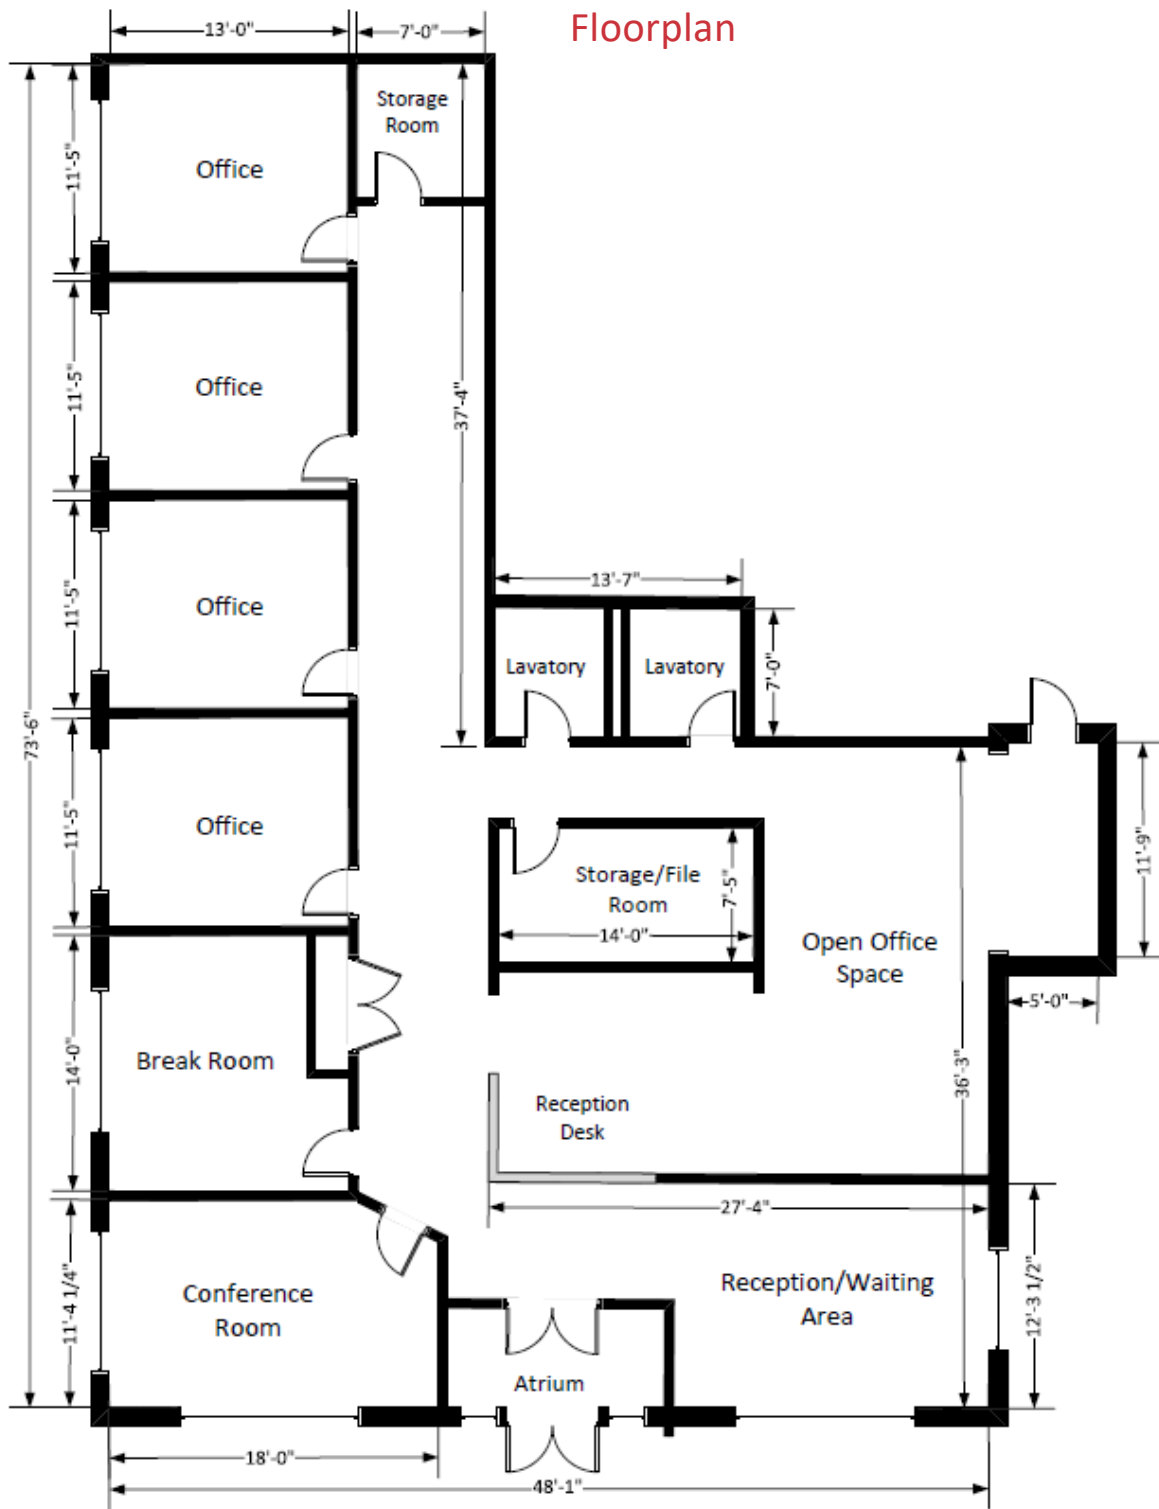 Floorplan
13'-0"
7'-0"
Storage
Room
Office
11'-5"
Office
11'-5"
37'-4"
13'-7"
Office
11'-5"
Lavatory
Lavatory
7'-0"
73'-6"
Office
11'-5"
Storage/File
Room
7'-5"
14'-0"
11'-9"
Open Office
Space
5'-0"
Break Room
14'-0"
36'-3"
Reception
Desk
27'-4"
Conference
Room
11'-4 1/4"
Reception/Waiting
Area
12'-3 1/2"
Atrium
18'-0"
48'-1"